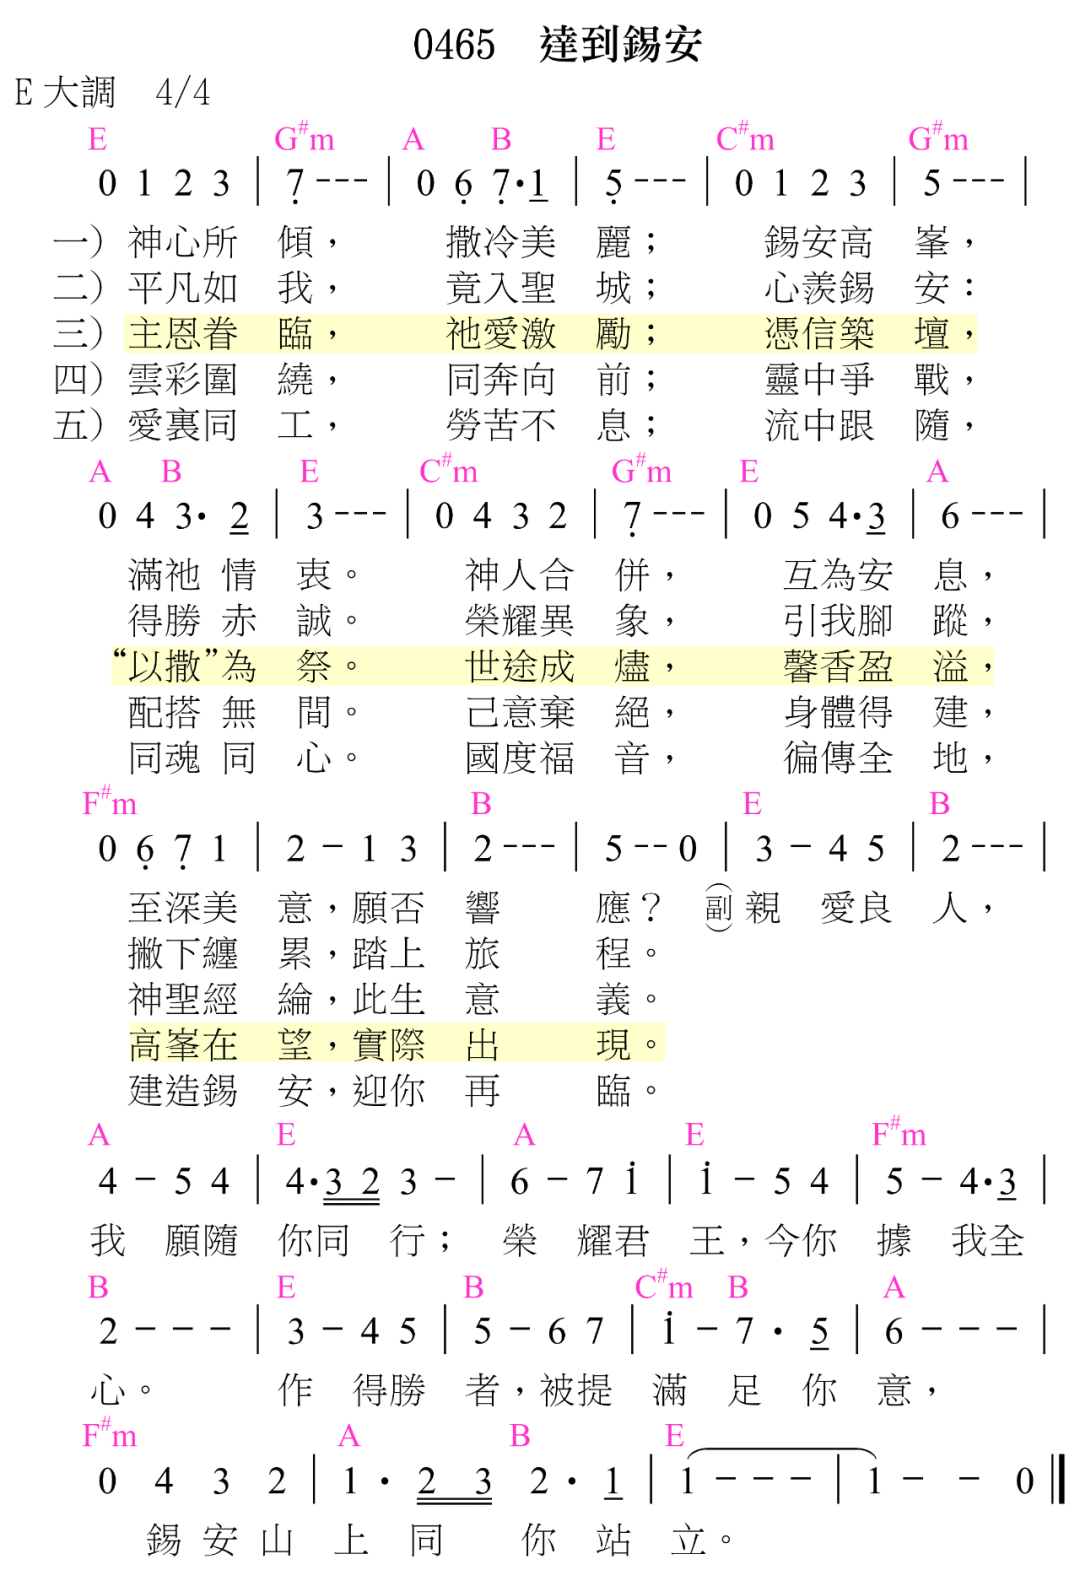 0465 達到錫安
E 大調 4/4
E G#m A B E C#m G#m
0 1 2 3 | 7̣ - - - | 0 6̣ 7̣• 1̲ | 5̣ - - - | 0 1 2 3 | 5 - - - |
一）神心所 傾， 撒冷美 麗； 錫安高 峯，
二）平凡如 我， 竟入聖 城； 心羨錫 安：
三）主恩眷 臨， 祂愛激 勵； 憑信築 壇，
四）雲彩圍 繞， 同奔向 前； 靈中爭 戰，
五）愛裏同 工， 勞苦不 息； 流中跟 隨，
A B E C#m G#m E A
0 4 3• 2̲ | 3 - - - | 0 4 3 2 | 7̣ - - - | 0 5 4• 3̲ | 6 - - - |
滿祂 情 衷。 神人合 併， 互為安 息，
得勝 赤 誠。 榮耀異 象， 引我腳 蹤，
“以撒”為 祭。 世途成 燼， 馨香盈 溢，
配搭 無 間。 己意棄 絕， 身體得 建，
同魂 同 心。 國度福 音， 徧傳全 地，
F#m B E B
0 6̣ 7̣ 1 | 2 - 1 3 | 2 - - - | 5 - - 0 | 3 - 4 5 | 2 - - - |
至深美 意，願否 響 應？ （副）親 愛良 人，
撇下纏 累，踏上 旅 程。
神聖經 綸，此生 意 義。
高峯在 望，實際 出 現。
建造錫 安，迎你 再 臨。
A E A E F#m
4 - 5 4 | 4• 3̳ 2̳ 3 - | 6 - 7 1̇ | 1̇ - 5 4 | 5 - 4• 3̲ |
我 願隨 你同 行； 榮 耀君 王，今你 據 我全
B E B C#m B A
2 - - - | 3 - 4 5 | 5 - 6 7 | 1̇ - 7 • 5̲ | 6 - - - |
心。 作 得勝 者，被提 滿 足 你 意，
F#m A B E
0 4 3 2 | 1 • 2̳ 3̳ 2 • 1̲ | 1 - - - | 1 - - 0 ‖
錫 安 山 上 同 你 站 立。